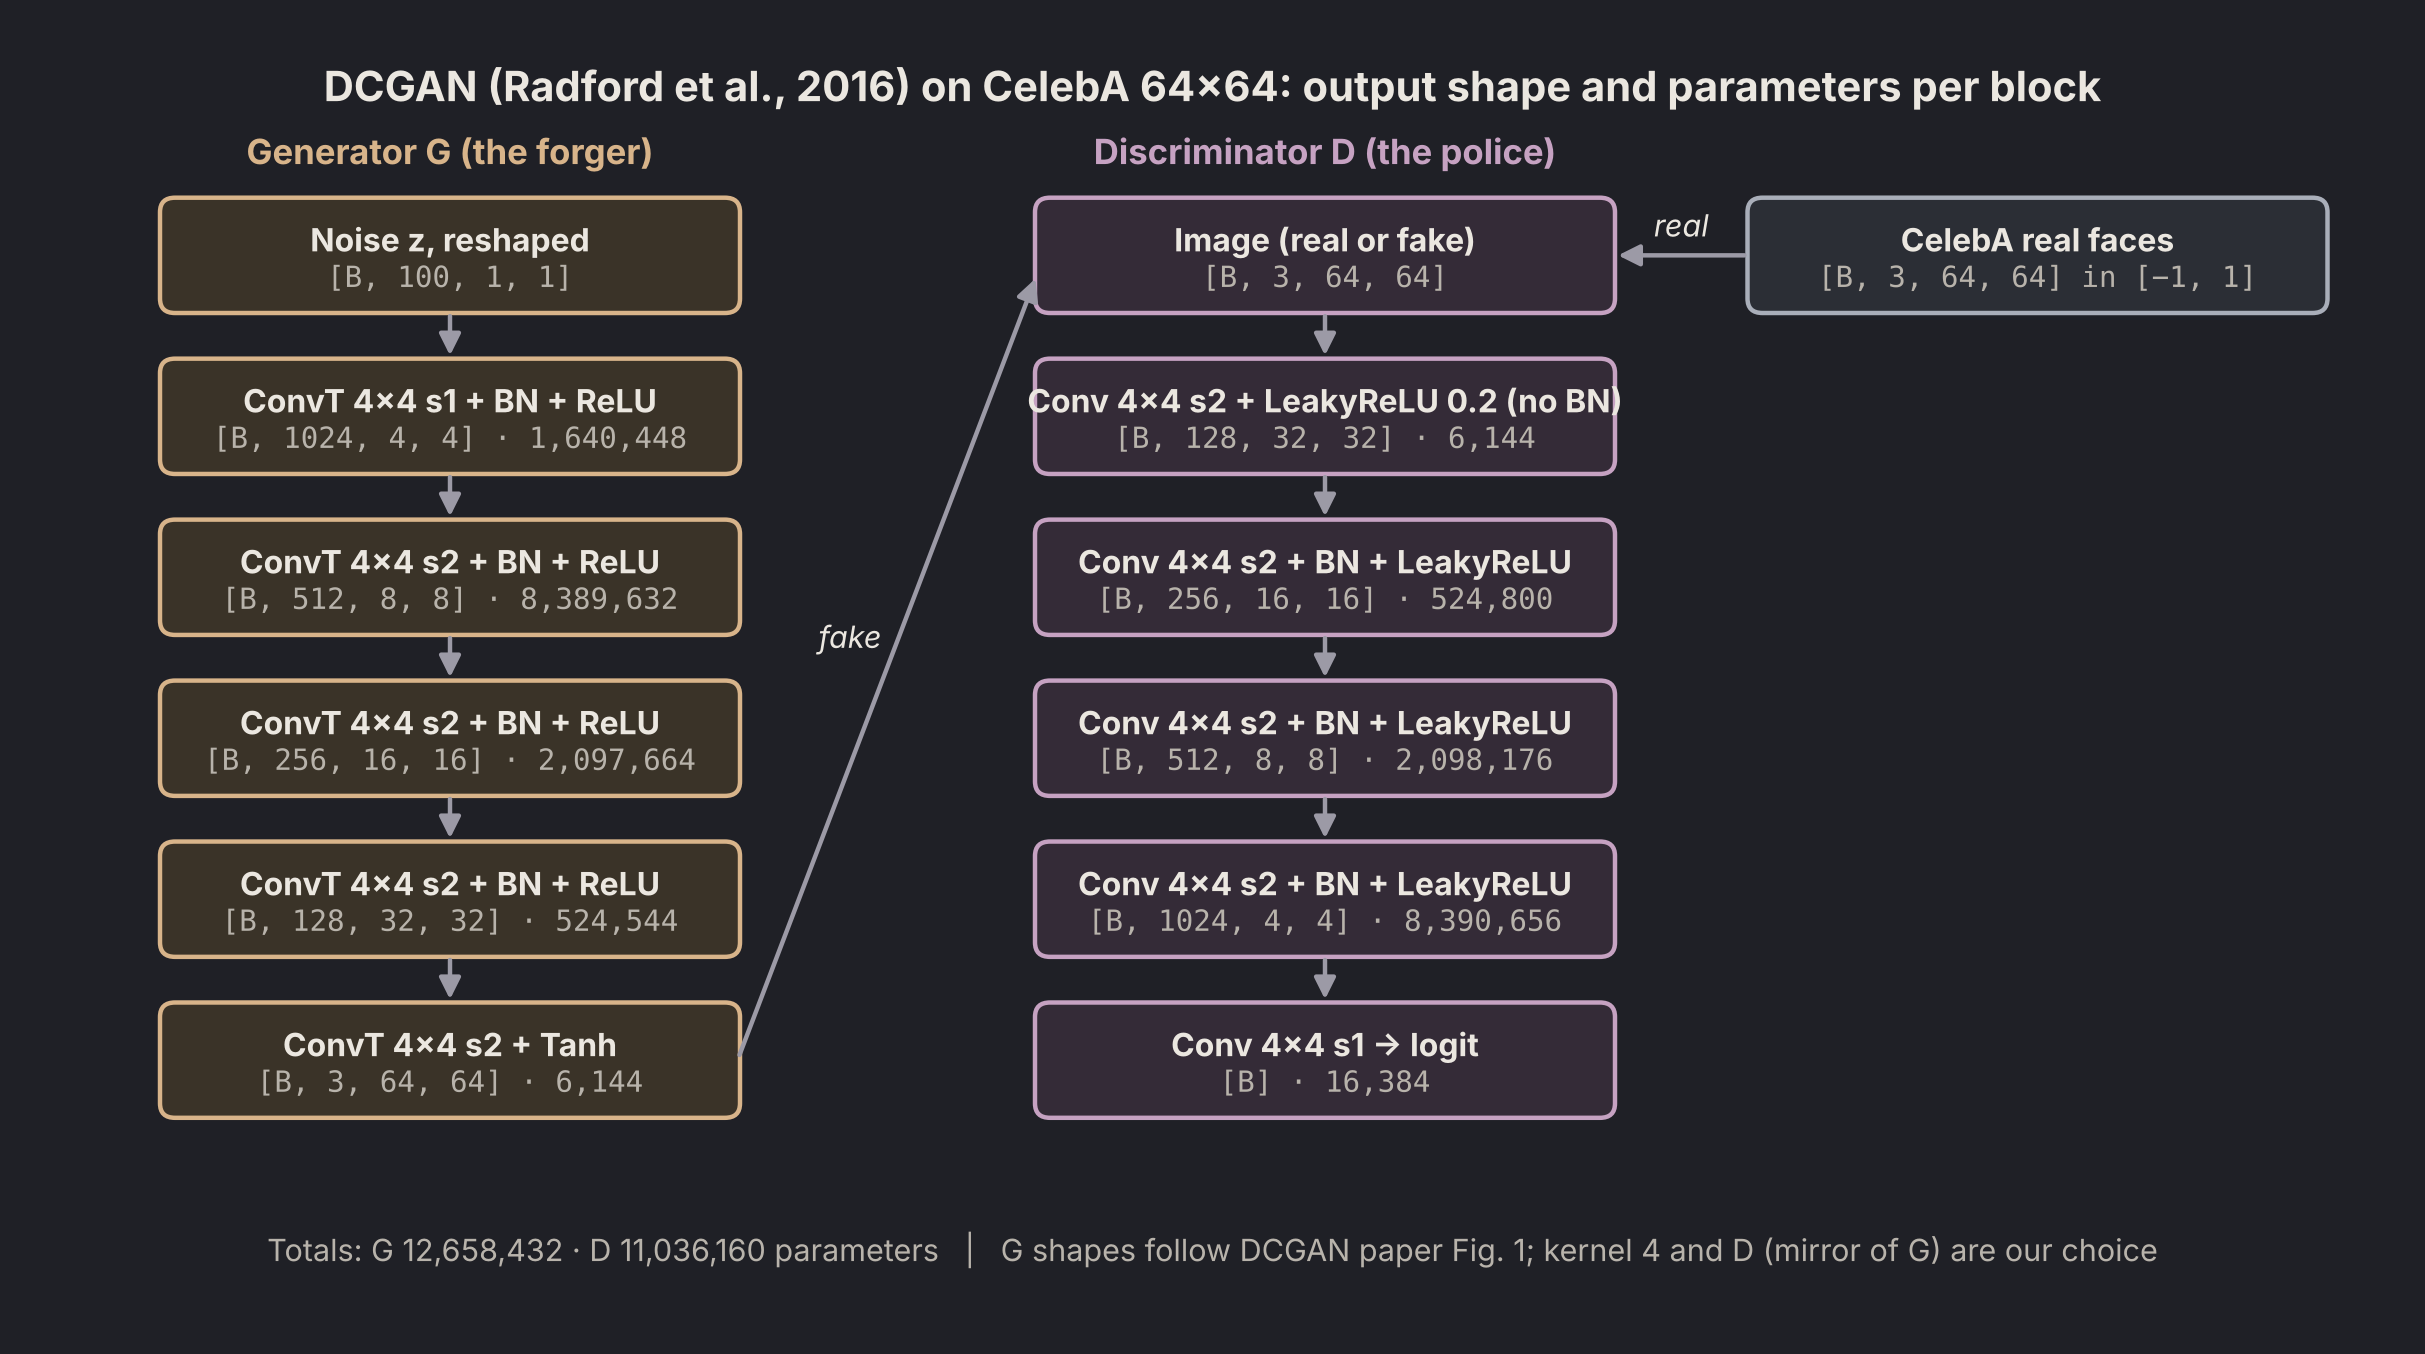 DCGAN (Radford et al., 2016) on CelebA 64×64: output shape and parameters per block
Generator G (the forger)
Noise z, reshaped
[B, 100, 1, 1]
ConvT 4×4 s1 + BN + ReLU
[B, 1024, 4, 4] · 1,640,448
ConvT 4×4 s2 + BN + ReLU
[B, 512, 8, 8] · 8,389,632
ConvT 4×4 s2 + BN + ReLU
[B, 256, 16, 16] · 2,097,664
ConvT 4×4 s2 + BN + ReLU
[B, 128, 32, 32] · 524,544
ConvT 4×4 s2 + Tanh
[B, 3, 64, 64] · 6,144
fake
Discriminator D (the police)
Image (real or fake)
[B, 3, 64, 64]
Conv 4×4 s2 + LeakyReLU 0.2 (no BN)
[B, 128, 32, 32] · 6,144
Conv 4×4 s2 + BN + LeakyReLU
[B, 256, 16, 16] · 524,800
Conv 4×4 s2 + BN + LeakyReLU
[B, 512, 8, 8] · 2,098,176
Conv 4×4 s2 + BN + LeakyReLU
[B, 1024, 4, 4] · 8,390,656
Conv 4×4 s1 → logit
[B] · 16,384
real
CelebA real faces
[B, 3, 64, 64] in [−1, 1]
Totals: G 12,658,432 · D 11,036,160 parameters | G shapes follow DCGAN paper Fig. 1; kernel 4 and D (mirror of G) are our choice